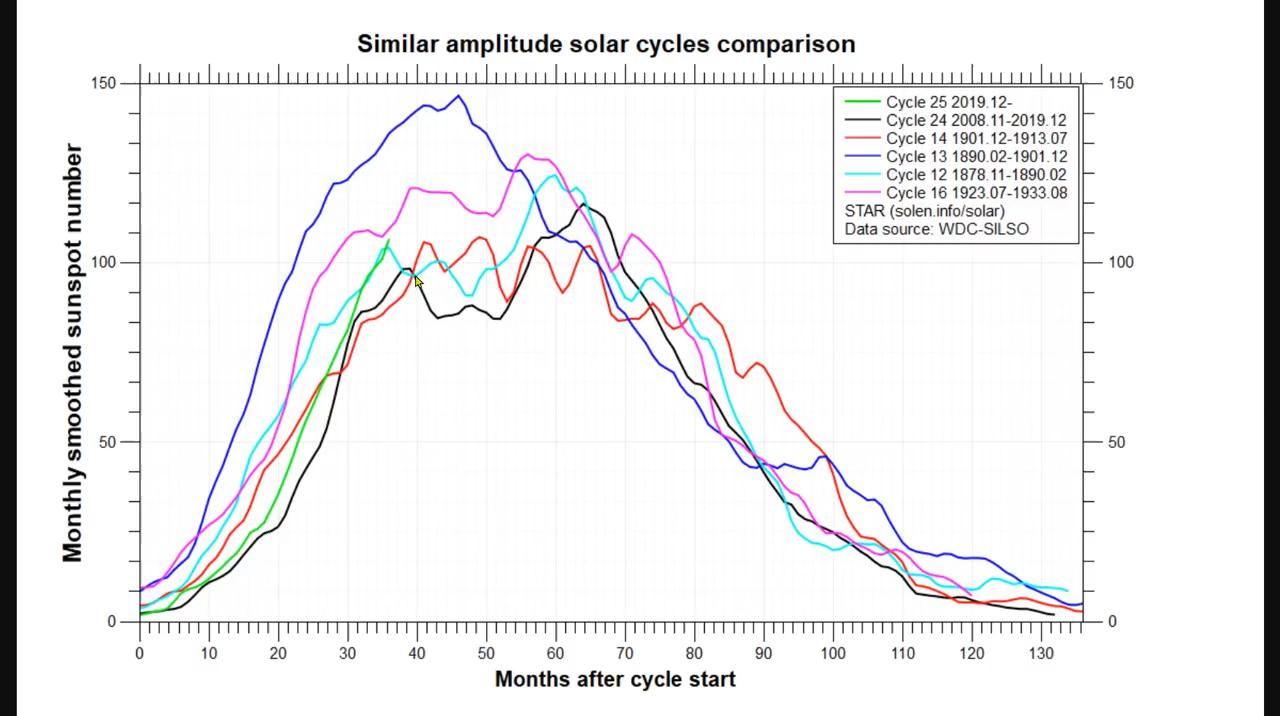 Similar amplitude solar cycles comparison
150
150
Cycle 25 2019.12-
Cycle 24 2008.11-2019.12
Cycle 14 1901.12-1913.07
Cycle 13 1890.02-1901.12
Cycle 12 1878.11-1890.02
Cycle 16 1923.07-1933.08
STAR (solen.info/solar)
Data source: WDC-SILSO
Monthly smoothed sunspot number
100
100
50
50
0
0
0 10 20 30 40 50 60 70 80 90 100 110 120 130
Months after cycle start